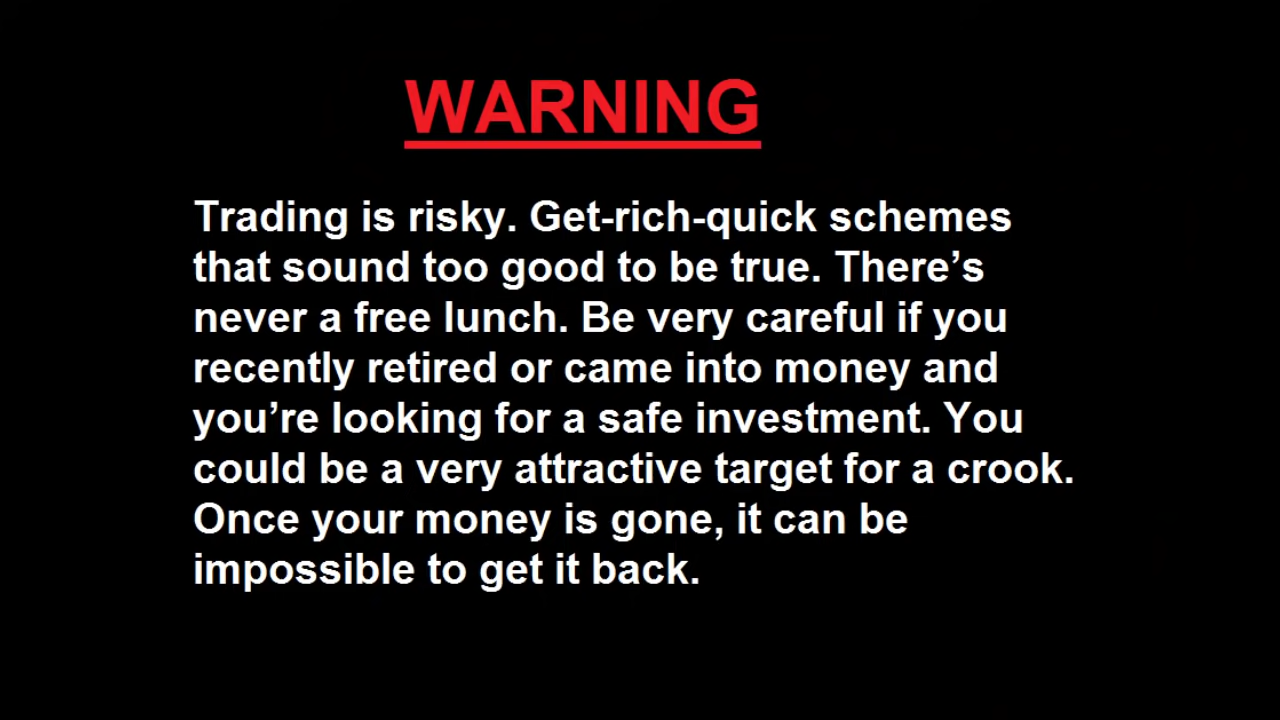 WARNING
Trading is risky. Get-rich-quick schemes
that sound too good to be true. There’s
never a free lunch. Be very careful if you
recently retired or came into money and
you’re looking for a safe investment. You
could be a very attractive target for a crook.
Once your money is gone, it can be
impossible to get it back.